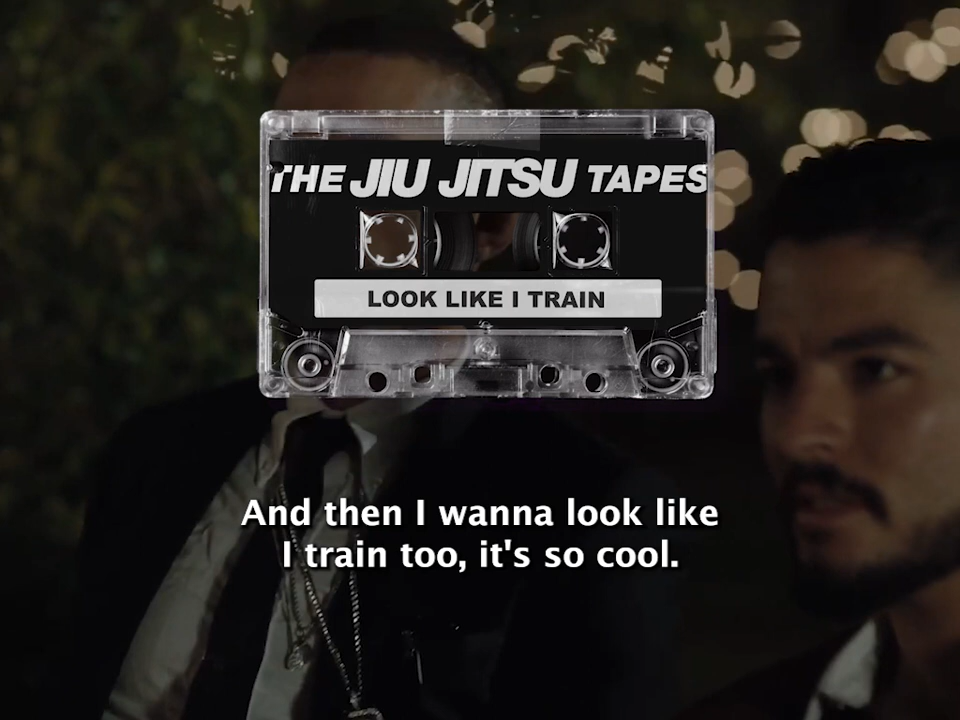 THE JIU JITSU TAPES
LOOK LIKE I TRAIN
And then I wanna look like
I train too, it's so cool.